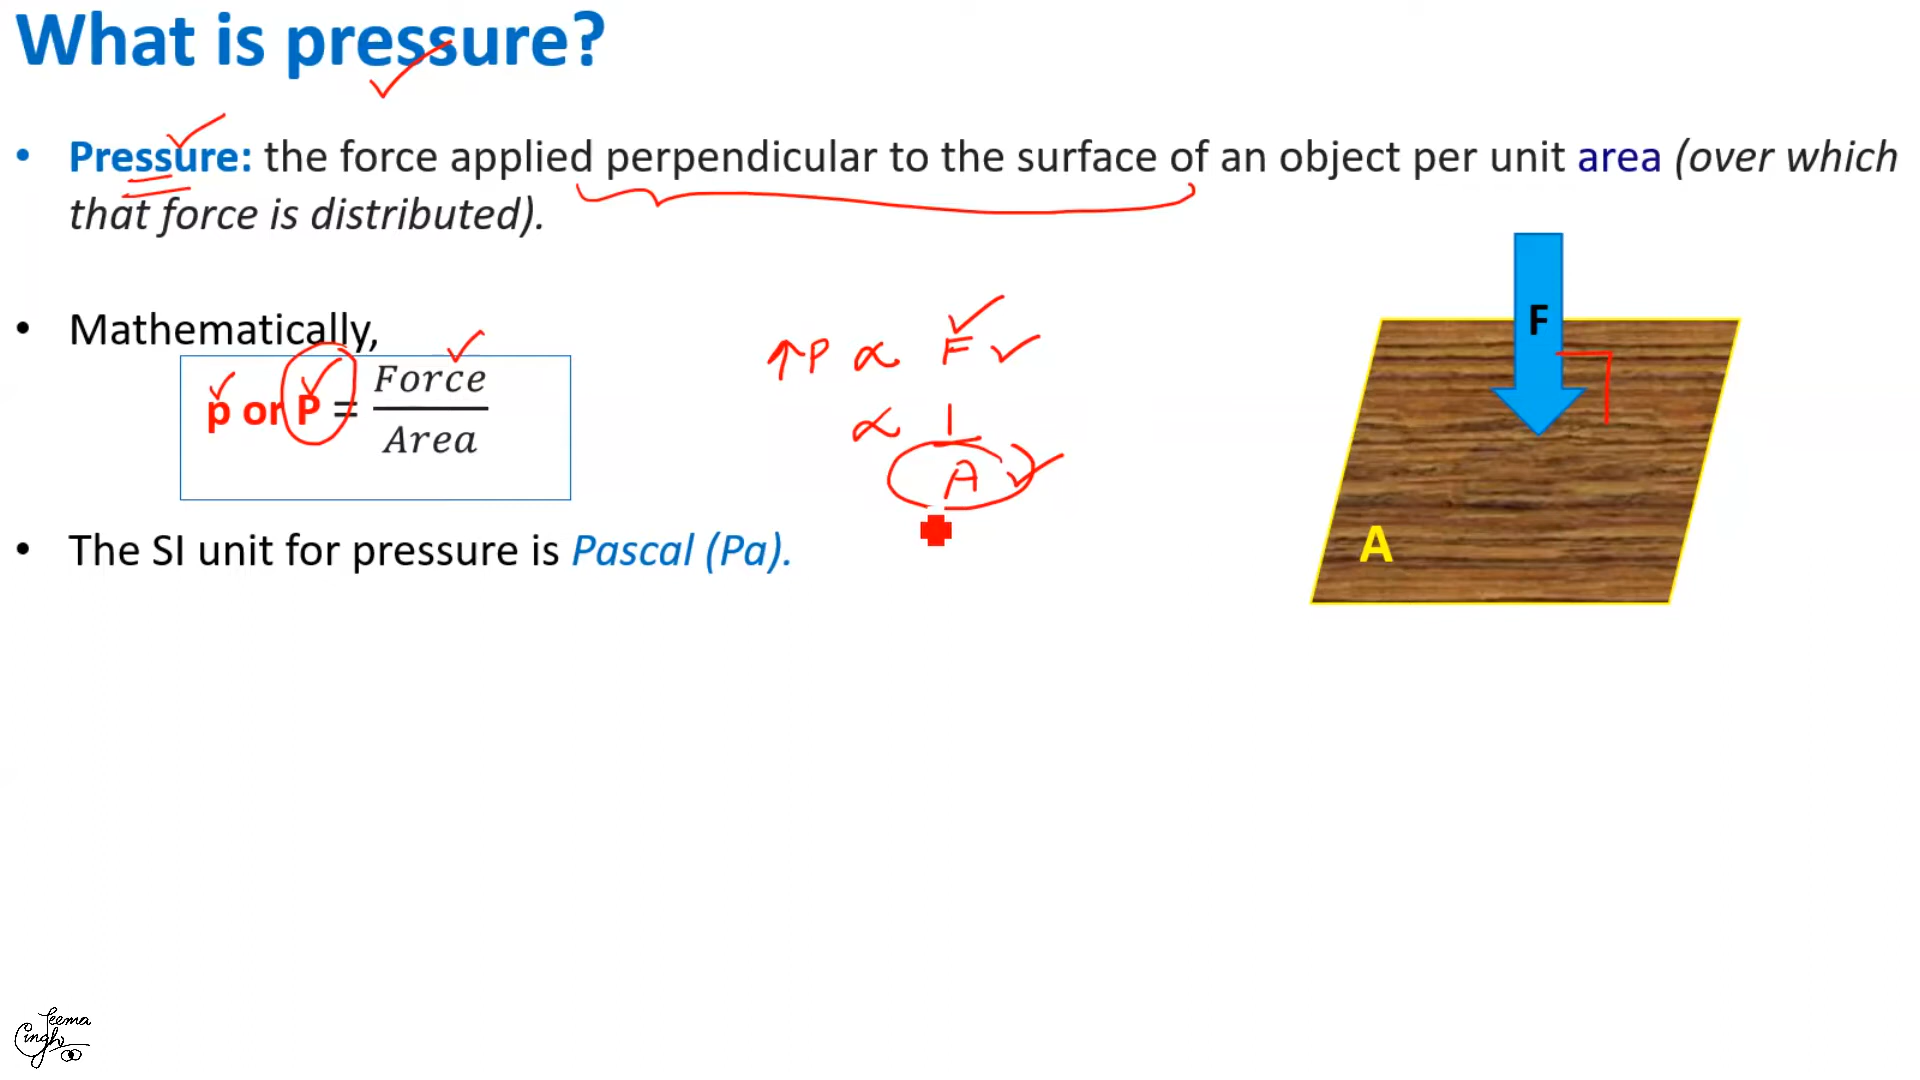 What is pressure?
• Pressure: the force applied perpendicular to the surface of an object per unit area (over which
that force is distributed).
• Mathematically,
p or P = Force
Area
↑P ∝ F
∝ 1
A
F
A
• The SI unit for pressure is Pascal (Pa).